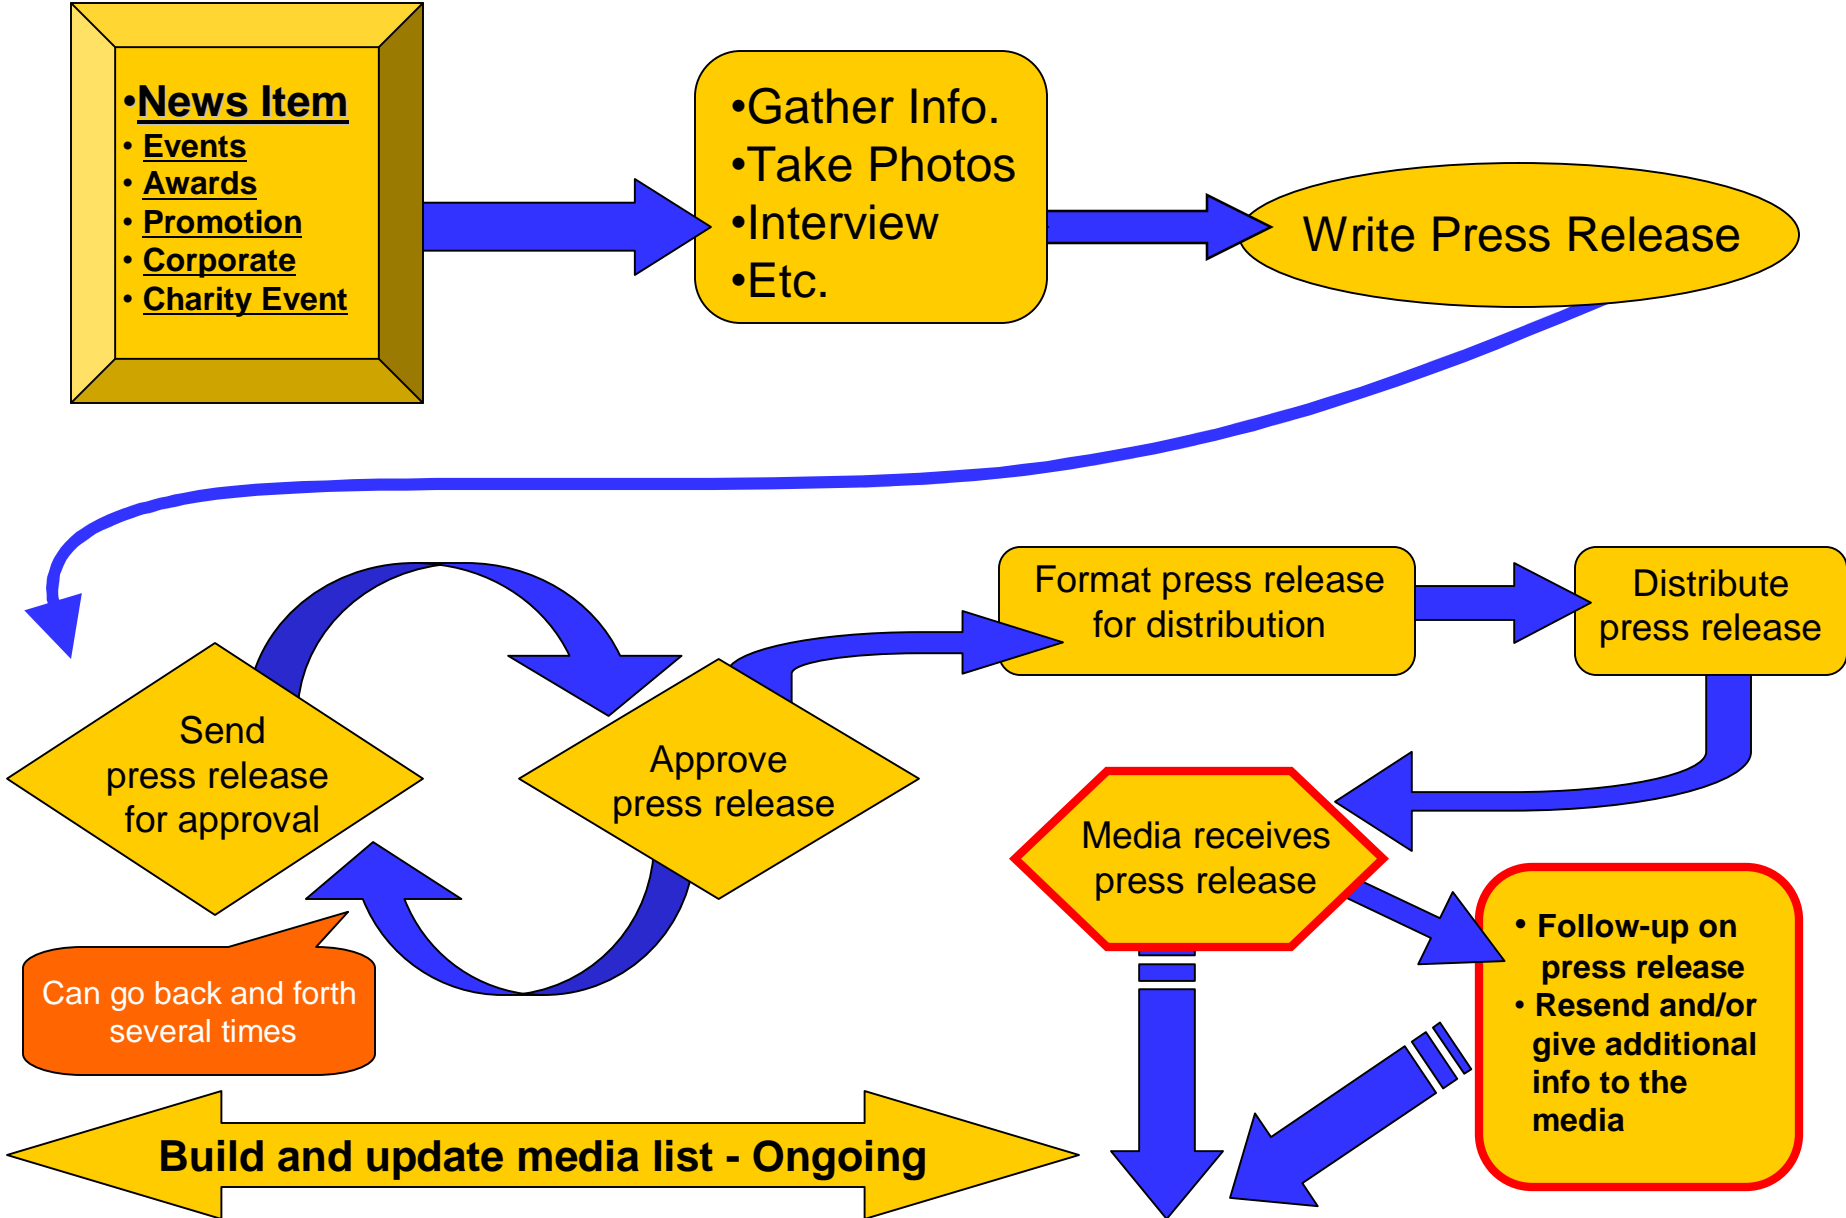 •News Item
• Events
• Awards
• Promotion
• Corporate
• Charity Event
•Gather Info.
•Take Photos
•Interview
•Etc.
Write Press Release
Send
press release
for approval
Approve
press release
Can go back and forth
several times
Format press release
for distribution
Distribute
press release
Media receives
press release
• Follow-up on
press release
• Resend and/or
give additional
info to the
media
Build and update media list - Ongoing